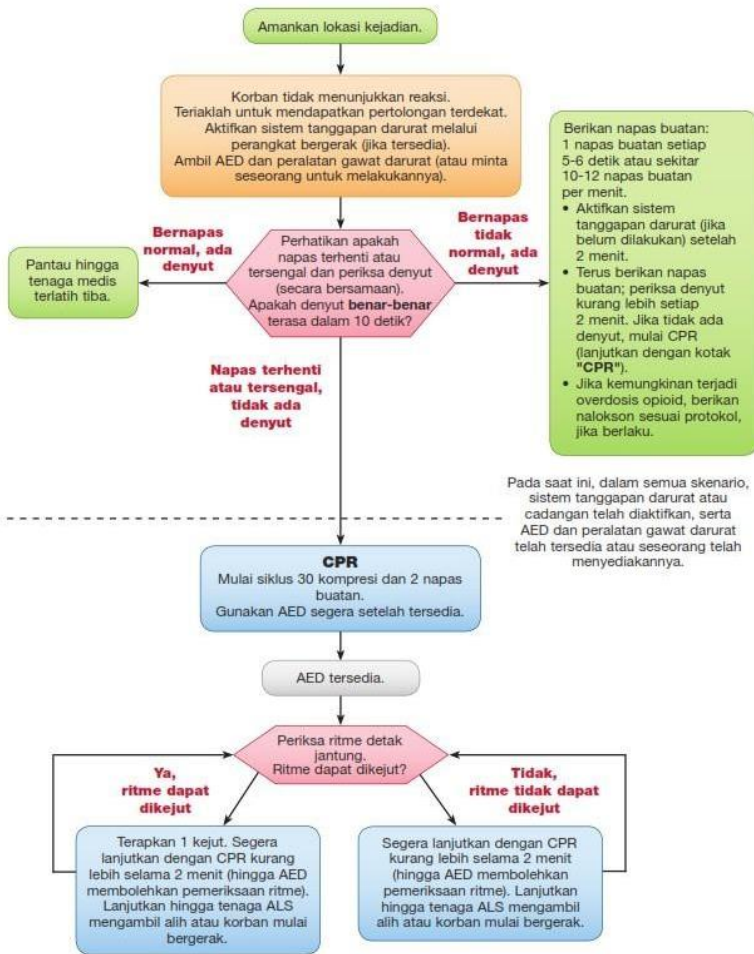 Amankan lokasi kejadian.
Korban tidak menunjukkan reaksi.
Teriaklah untuk mendapatkan pertolongan terdekat.
Aktifkan sistem tanggapan darurat melalui
perangkat bergerak (jika tersedia).
Ambil AED dan peralatan gawat darurat (atau minta
seseorang untuk melakukannya).
Bernapas
normal, ada
denyut
Pantau hingga
tenaga medis
terlatih tiba.
Perhatikan apakah
napas terhenti atau
tersengal dan periksa denyut
(secara bersamaan).
Apakah denyut benar-benar
terasa dalam 10 detik?
Bernapas
tidak
normal, ada
denyut
Berikan napas buatan:
1 napas buatan setiap
5-6 detik atau sekitar
10-12 napas buatan
per menit.
• Aktifkan sistem
tanggapan darurat (jika
belum dilakukan) setelah
2 menit.
• Terus berikan napas
buatan; periksa denyut
kurang lebih setiap
2 menit. Jika tidak ada
denyut, mulai CPR
(lanjutkan dengan kotak
"CPR").
• Jika kemungkinan terjadi
overdosis opioid, berikan
nalokson sesuai protokol,
jika berlaku.
Napas terhenti
atau tersengal,
tidak ada
denyut
Pada saat ini, dalam semua skenario,
sistem tanggapan darurat atau
cadangan telah diaktifkan, serta
AED dan peralatan gawat darurat
telah tersedia atau seseorang telah
menyediakannya.
CPR
Mulai siklus 30 kompresi dan 2 napas
buatan.
Gunakan AED segera setelah tersedia.
AED tersedia.
Periksa ritme detak
jantung.
Ritme dapat dikejut?
Ya,
ritme dapat
dikejut
Tidak,
ritme tidak dapat
dikejut
Terapkan 1 kejut. Segera
lanjutkan dengan CPR kurang
lebih selama 2 menit (hingga AED
membolehkan pemeriksaan ritme).
Lanjutkan hingga tenaga ALS
mengambil alih atau korban mulai
bergerak.
Segera lanjutkan dengan CPR
kurang lebih selama 2 menit
(hingga AED membolehkan
pemeriksaan ritme). Lanjutkan
hingga tenaga ALS mengambil
alih atau korban mulai bergerak.